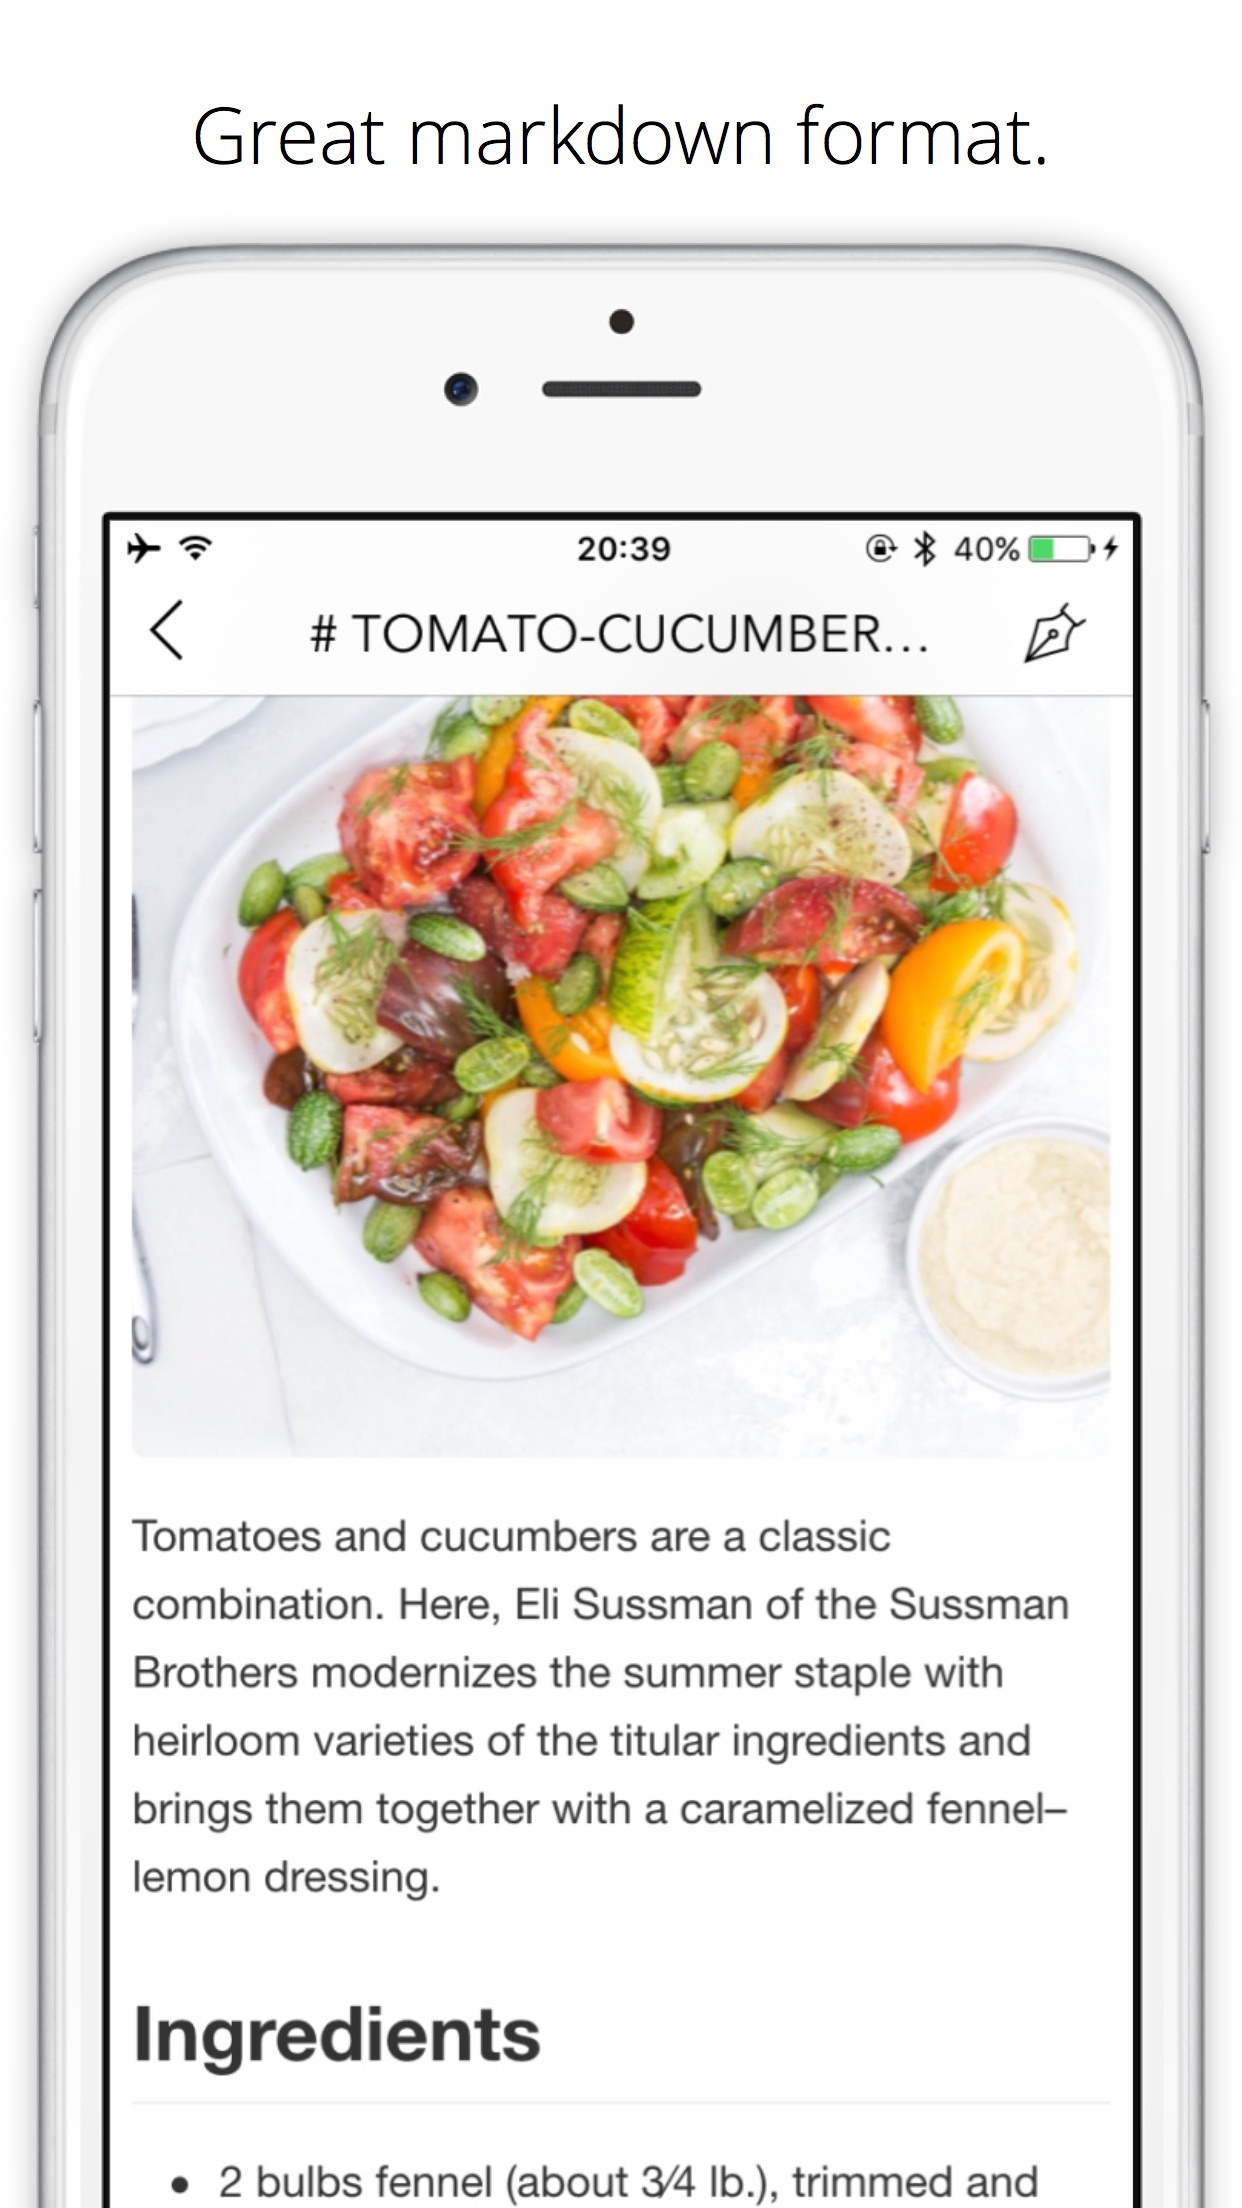 Great markdown format.
20:39 40%
# TOMATO-CUCUMBER...
Tomatoes and cucumbers are a classic
combination. Here, Eli Sussman of the Sussman
Brothers modernizes the summer staple with
heirloom varieties of the titular ingredients and
brings them together with a caramelized fennel–
lemon dressing.
Ingredients
• 2 bulbs fennel (about 3⁄4 lb.), trimmed and